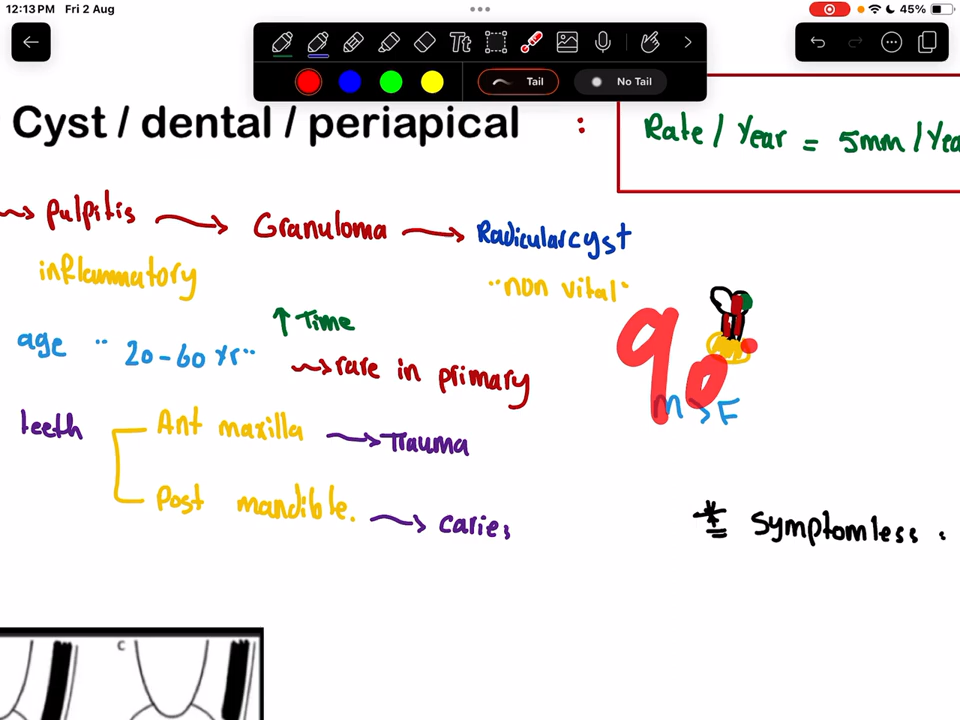 12:13 PM Fri 2 Aug
45%
Tt
Tail
No Tail
Cyst / dental / periapical :
Rate / Year = 5mm / Yea
Pulpitis → Granuloma → Radicular cyst
inflammatory
"non vital"
↑ Time
age " 20-60 yr"
→ rare in primary
90
M > F
teeth
Ant maxilla → Trauma
Post mandible. → caries
* symptomless .
C